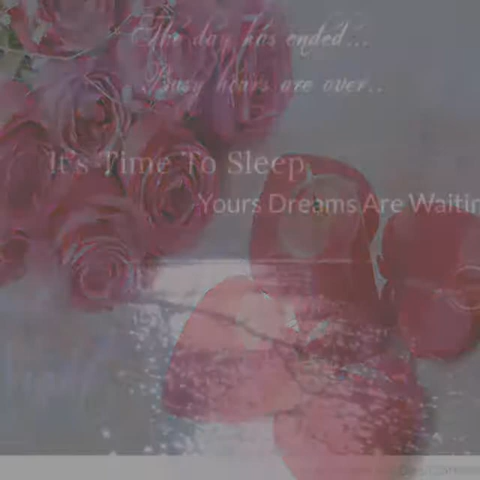 The day has ended...
Busy hours are over..
It's Time To Sleep
Yours Dreams Are Waitin